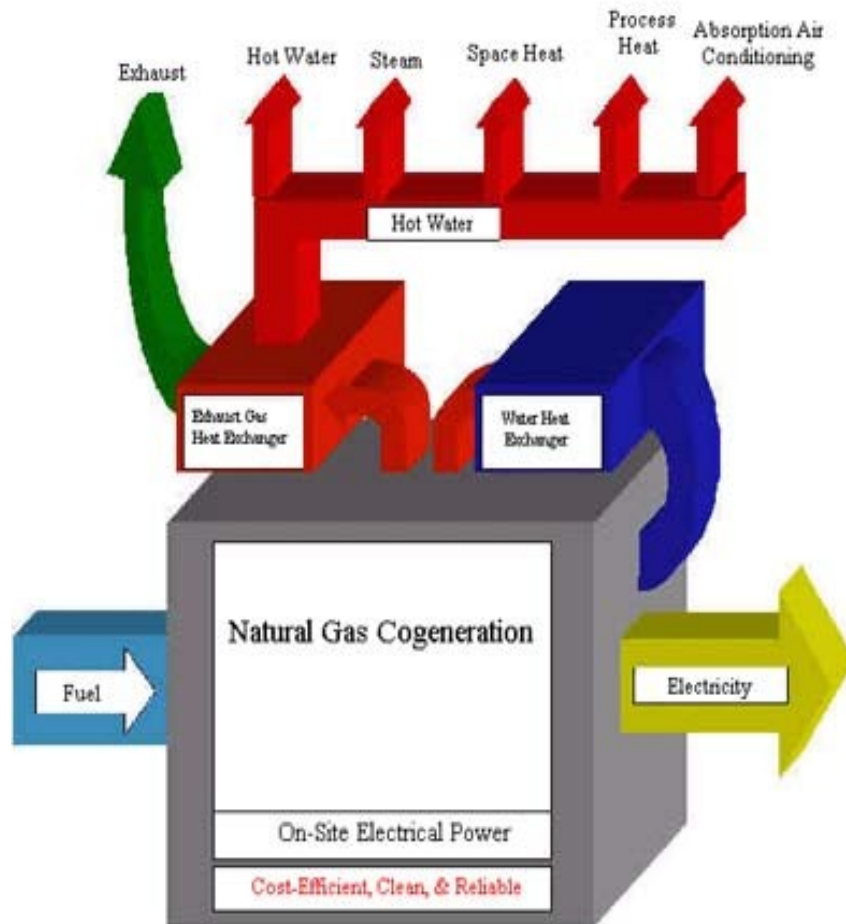 Exhaust
Hot Water
Steam
Space Heat
Process
Heat
Absorption Air
Conditioning
Hot Water
Exhaust Gas
Heat Exchanger
Water Heat
Exchanger
Natural Gas Cogeneration
Fuel
Electricity
On-Site Electrical Power
Cost-Efficient, Clean, & Reliable